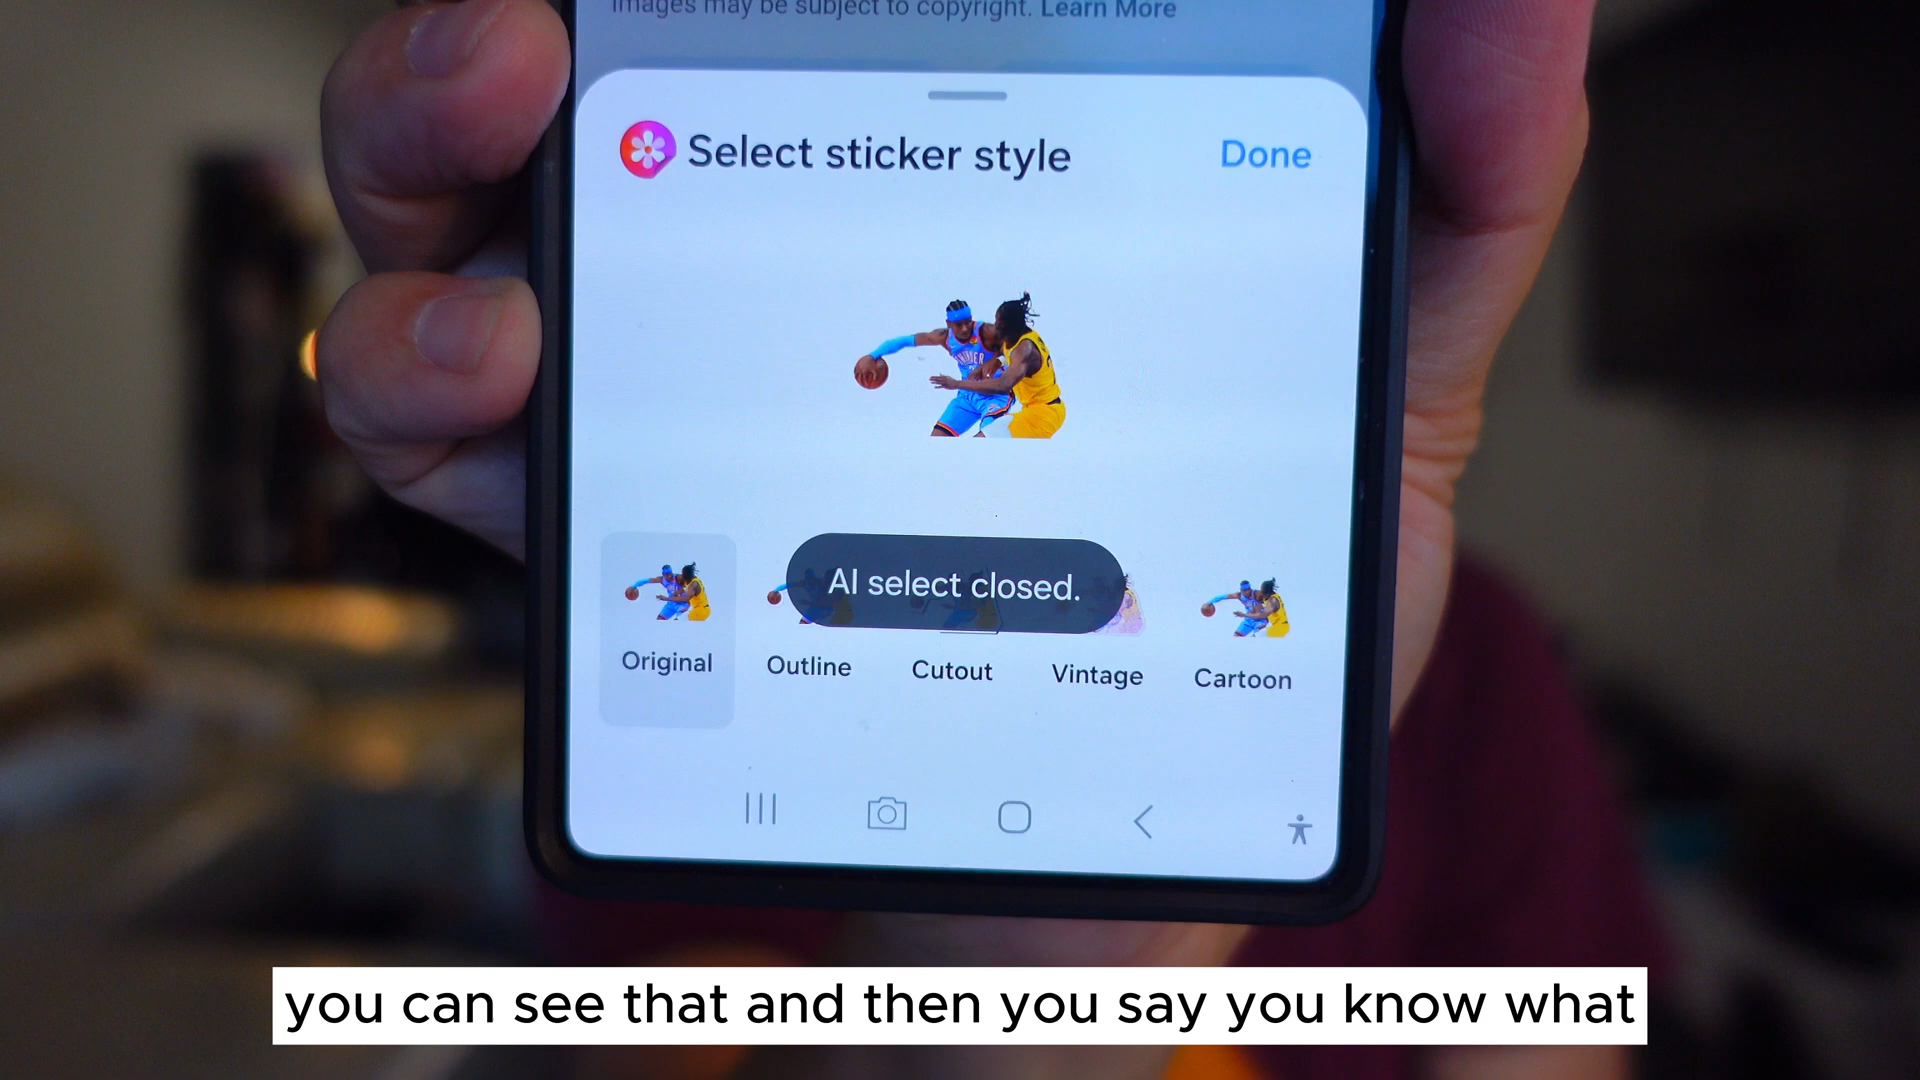 Images may be subject to copyright. Learn More
Select sticker style
Done
THUNDER
AI select closed.
Original
Outline
Cutout
Vintage
Cartoon
you can see that and then you say you know what